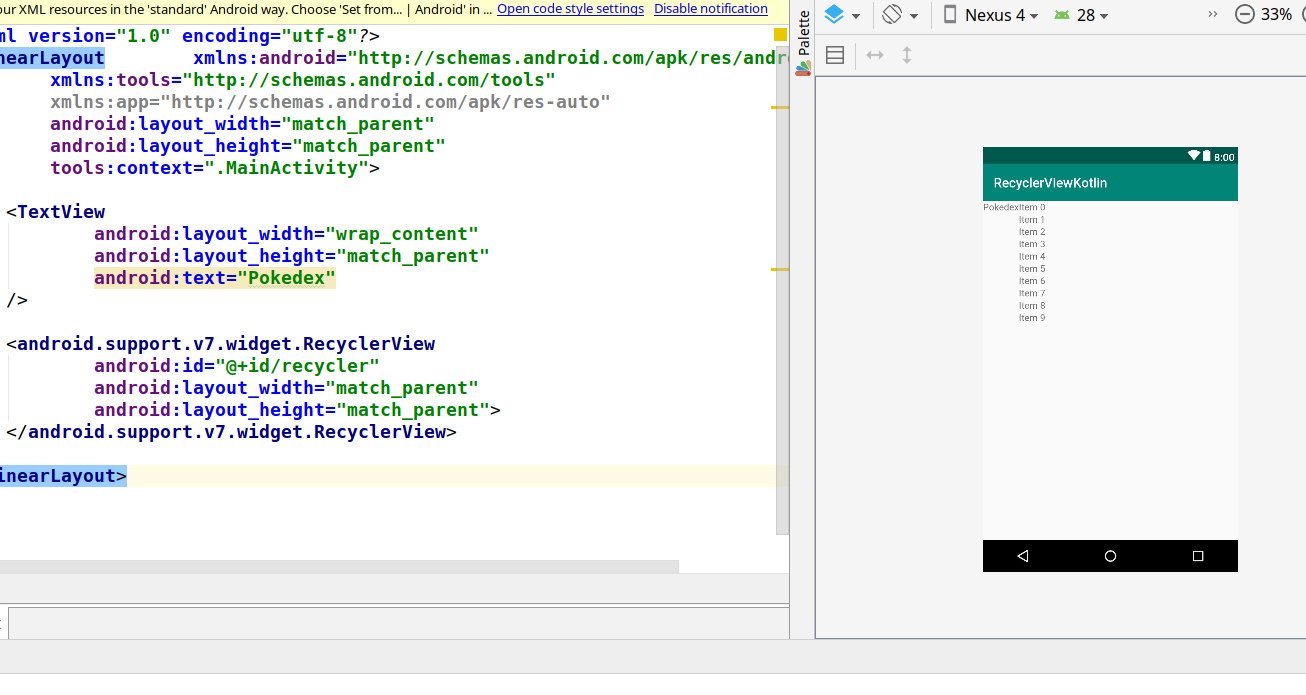 our XML resources in the 'standard' Android way. Choose 'Set from... | Android' in ... Open code style settings Disable notification
ml version="1.0" encoding="utf-8"?>
nearLayout xmlns:android="http://schemas.android.com/apk/res/andr
xmlns:tools="http://schemas.android.com/tools"
xmlns:app="http://schemas.android.com/apk/res-auto"
android:layout_width="match_parent"
android:layout_height="match_parent"
tools:context=".MainActivity">
<TextView
android:layout_width="wrap_content"
android:layout_height="match_parent"
android:text="Pokedex"
/>
<android.support.v7.widget.RecyclerView
android:id="@+id/recycler"
android:layout_width="match_parent"
android:layout_height="match_parent">
</android.support.v7.widget.RecyclerView>
inearLayout>
Palette
Nexus 4 28 >> 33%
8:00
RecyclerViewKotlin
PokedexItem 0
Item 1
Item 2
Item 3
Item 4
Item 5
Item 6
Item 7
Item 8
Item 9